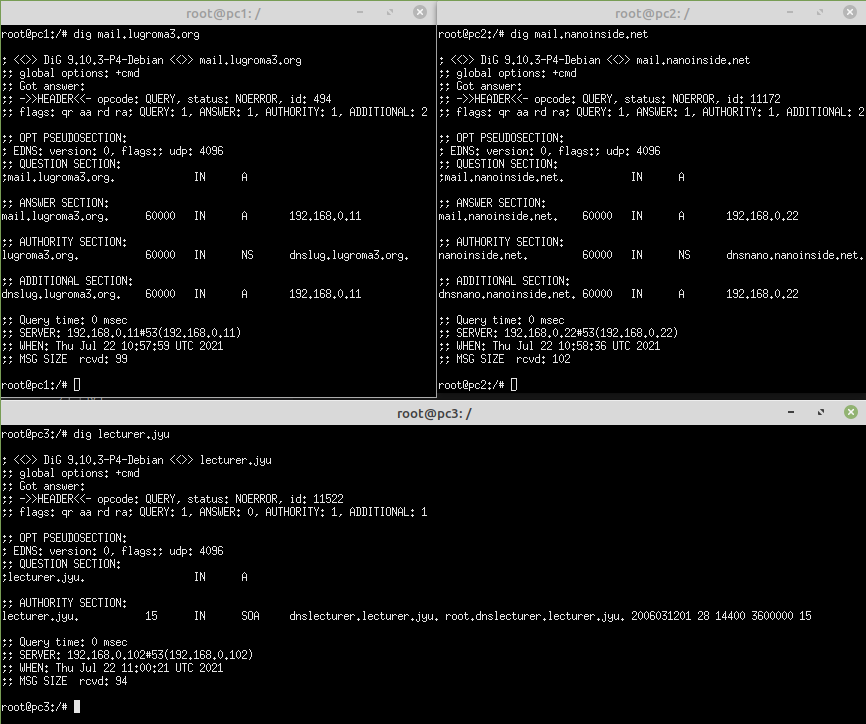 root@pc1: /
root@pc1:/# dig mail.lugroma3.org
; <<>> DiG 9.10.3-P4-Debian <<>> mail.lugroma3.org
;; global options: +cmd
;; Got answer:
;; ->>HEADER<<- opcode: QUERY, status: NOERROR, id: 494
;; flags: qr aa rd ra; QUERY: 1, ANSWER: 1, AUTHORITY: 1, ADDITIONAL: 2
;; OPT PSEUDOSECTION:
; EDNS: version: 0, flags:; udp: 4096
;; QUESTION SECTION:
;mail.lugroma3.org. IN A
;; ANSWER SECTION:
mail.lugroma3.org. 60000 IN A 192.168.0.11
;; AUTHORITY SECTION:
lugroma3.org. 60000 IN NS dnslug.lugroma3.org.
;; ADDITIONAL SECTION:
dnslug.lugroma3.org. 60000 IN A 192.168.0.11
;; Query time: 0 msec
;; SERVER: 192.168.0.11#53(192.168.0.11)
;; WHEN: Thu Jul 22 10:57:59 UTC 2021
;; MSG SIZE rcvd: 99
root@pc1:/#
root@pc2: /
root@pc2:/# dig mail.nanoinside.net
; <<>> DiG 9.10.3-P4-Debian <<>> mail.nanoinside.net
;; global options: +cmd
;; Got answer:
;; ->>HEADER<<- opcode: QUERY, status: NOERROR, id: 11172
;; flags: qr aa rd ra; QUERY: 1, ANSWER: 1, AUTHORITY: 1, ADDITIONAL: 2
;; OPT PSEUDOSECTION:
; EDNS: version: 0, flags:; udp: 4096
;; QUESTION SECTION:
;mail.nanoinside.net. IN A
;; ANSWER SECTION:
mail.nanoinside.net. 60000 IN A 192.168.0.22
;; AUTHORITY SECTION:
nanoinside.net. 60000 IN NS dnsnano.nanoinside.net.
;; ADDITIONAL SECTION:
dnsnano.nanoinside.net. 60000 IN A 192.168.0.22
;; Query time: 0 msec
;; SERVER: 192.168.0.22#53(192.168.0.22)
;; WHEN: Thu Jul 22 10:58:36 UTC 2021
;; MSG SIZE rcvd: 102
root@pc2:/#
root@pc3: /
root@pc3:/# dig lecturer.jyu
; <<>> DiG 9.10.3-P4-Debian <<>> lecturer.jyu
;; global options: +cmd
;; Got answer:
;; ->>HEADER<<- opcode: QUERY, status: NOERROR, id: 11522
;; flags: qr aa rd ra; QUERY: 1, ANSWER: 0, AUTHORITY: 1, ADDITIONAL: 1
;; OPT PSEUDOSECTION:
; EDNS: version: 0, flags:; udp: 4096
;; QUESTION SECTION:
;lecturer.jyu. IN A
;; AUTHORITY SECTION:
lecturer.jyu. 15 IN SOA dnslecturer.lecturer.jyu. root.dnslecturer.lecturer.jyu. 2006031201 28 14400 3600000 15
;; Query time: 0 msec
;; SERVER: 192.168.0.102#53(192.168.0.102)
;; WHEN: Thu Jul 22 11:00:21 UTC 2021
;; MSG SIZE rcvd: 94
root@pc3:/#